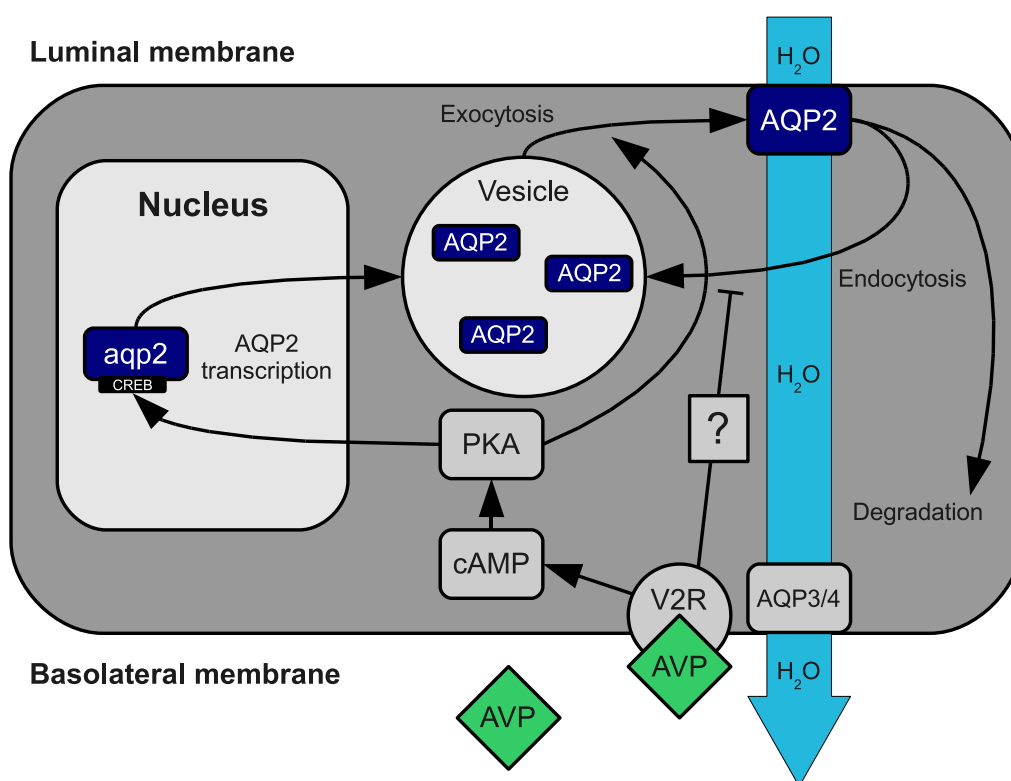 Luminal membrane
H₂O
Exocytosis
AQP2
Nucleus
Vesicle
AQP2
AQP2
AQP2
Endocytosis
aqp2
CREB
AQP2
transcription
H₂O
PKA
?
Degradation
cAMP
V2R
AQP3/4
Basolateral membrane
AVP
H₂O
AVP